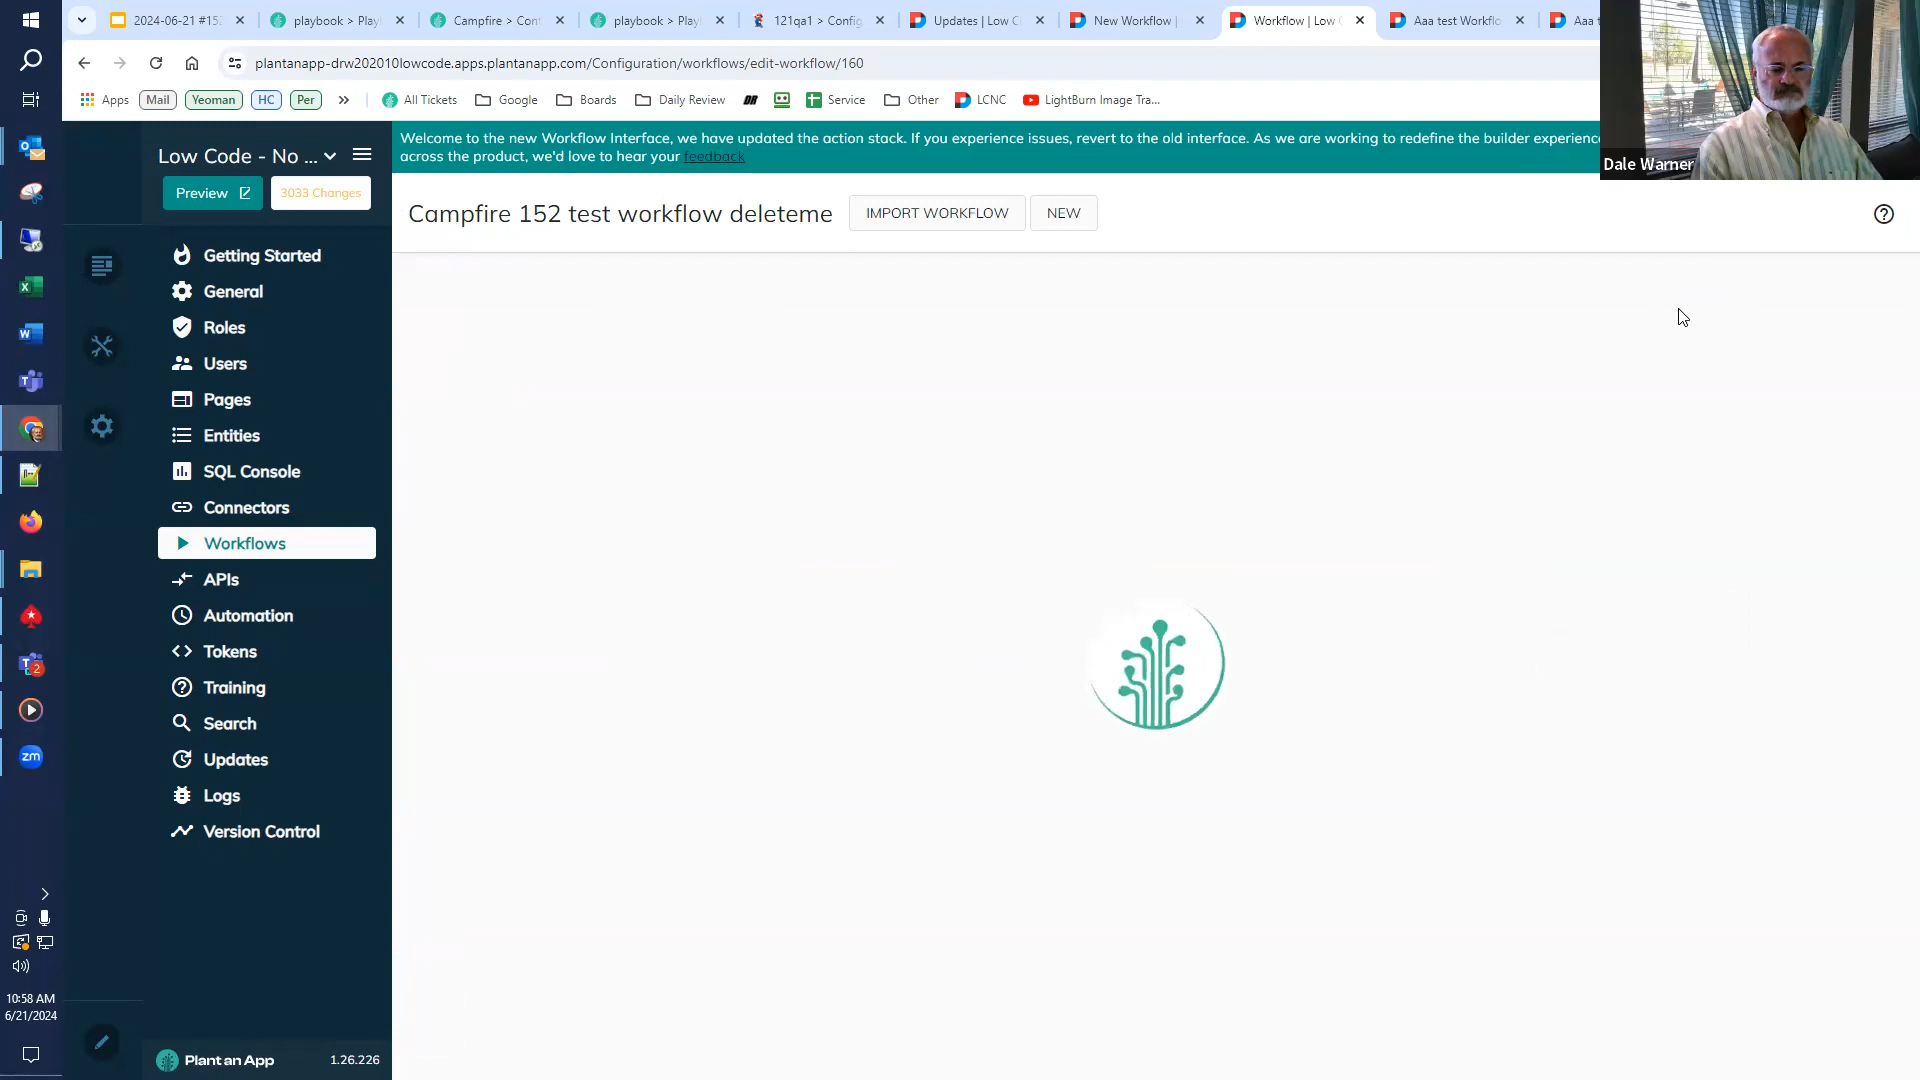 2024-06-21 #15
playbook > Play
Campfire > Con
playbook > Play
121qa1 > Config
Updates | Low C
New Workflow |
Workflow | Low
Aaa test Workflo
Aaa t
plantanapp-drw202010lowcode.apps.plantanapp.com/Configuration/workflows/edit-workflow/160
Apps
Mail
Yeoman
HC
Per
All Tickets
Google
Boards
Daily Review
Service
Other
LCNC
LightBurn Image Tra...
Low Code - No ...
Preview
3033 Changes
Welcome to the new Workflow Interface, we have updated the action stack. If you experience issues, revert to the old interface. As we are working to redefine the builder experience
across the product, we'd love to hear your feedback
Dale Warner
Campfire 152 test workflow deleteme
IMPORT WORKFLOW
NEW
Getting Started
General
Roles
Users
Pages
Entities
SQL Console
Connectors
Workflows
APIs
Automation
Tokens
Training
Search
Updates
Logs
Version Control
10:58 AM
6/21/2024
Plant an App
1.26.226